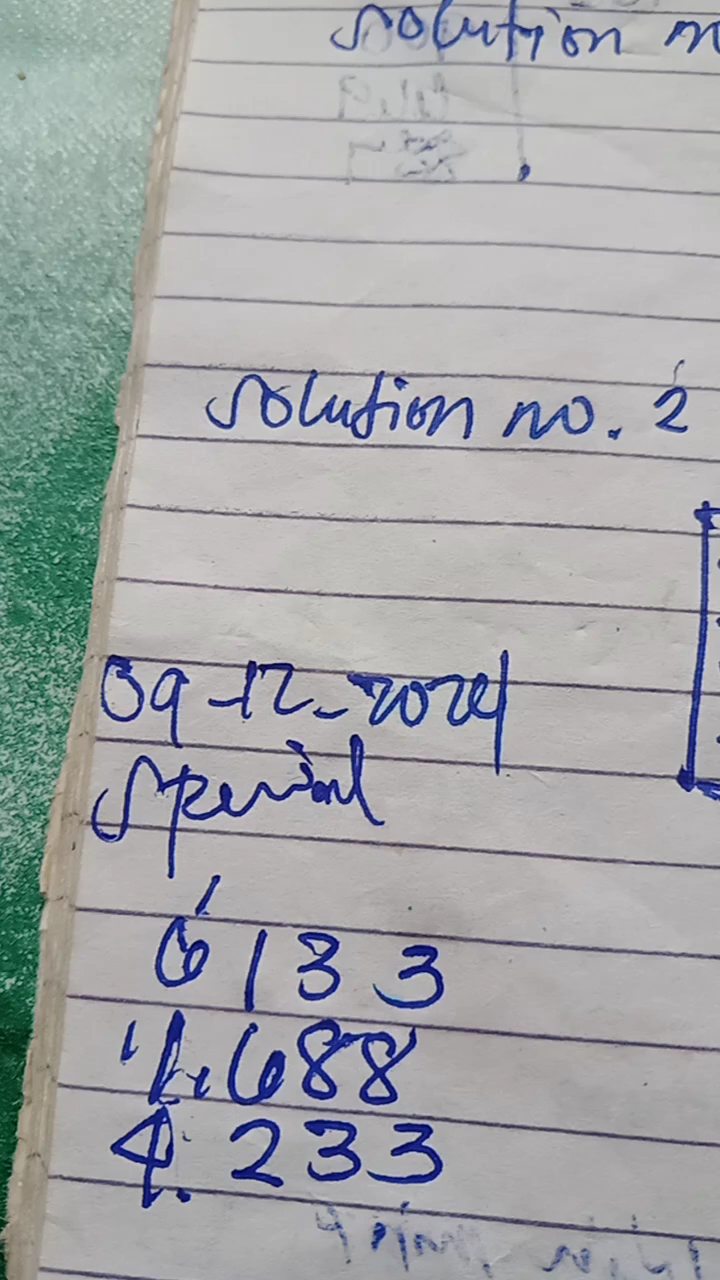 solution n
solution no. 2
09-12-2024
Special
6133
1.688
4.233